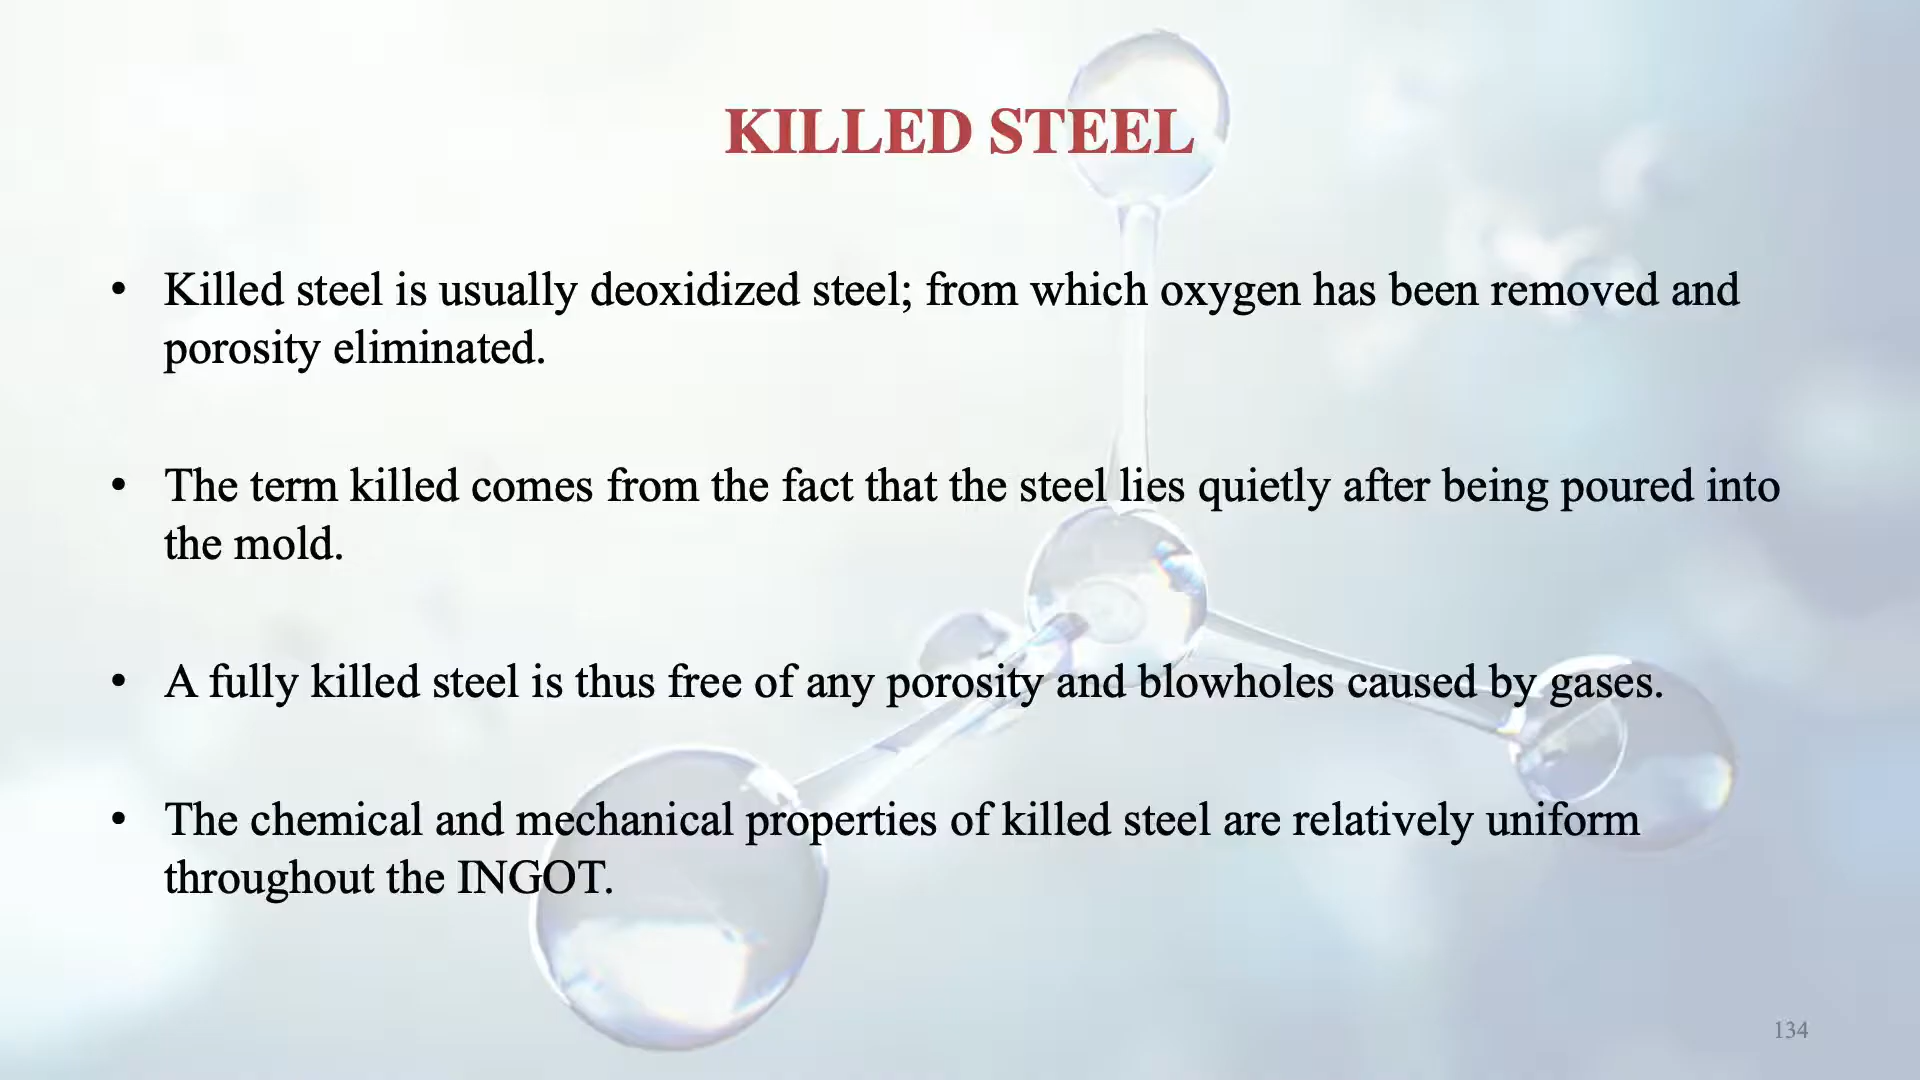 KILLED STEEL
• Killed steel is usually deoxidized steel; from which oxygen has been removed and
porosity eliminated.
• The term killed comes from the fact that the steel lies quietly after being poured into
the mold.
• A fully killed steel is thus free of any porosity and blowholes caused by gases.
• The chemical and mechanical properties of killed steel are relatively uniform
throughout the INGOT.
134